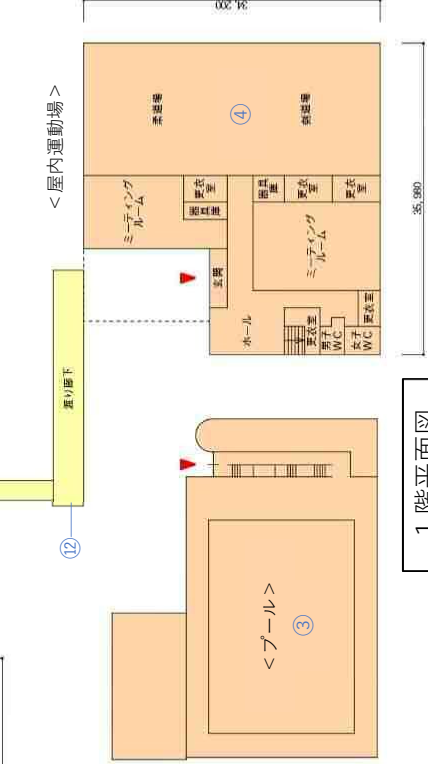 34,200
<屋内運動場>
柔道場
④
剣道場
ミーティング
ルーム
更衣
室
器具
庫
器具
庫
更衣
室
更衣
室
ミーティング
ルーム
玄関
ホール
更衣室
男子
WC
女子
WC
更衣室
35,980
渡り廊下
⑫
<プール>
③
1階平面図